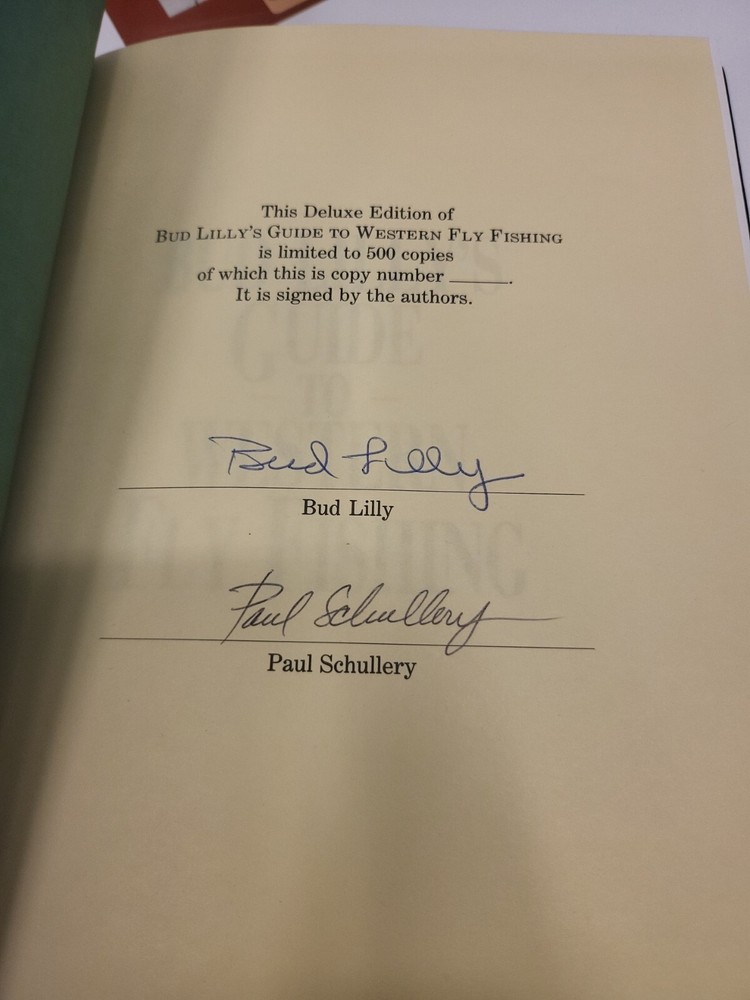 This Deluxe Edition of
BUD LILLY'S GUIDE TO WESTERN FLY FISHING
is limited to 500 copies
of which this is copy number ______.
It is signed by the authors.
Bud Lilly
Bud Lilly
Paul Schullery
Paul Schullery